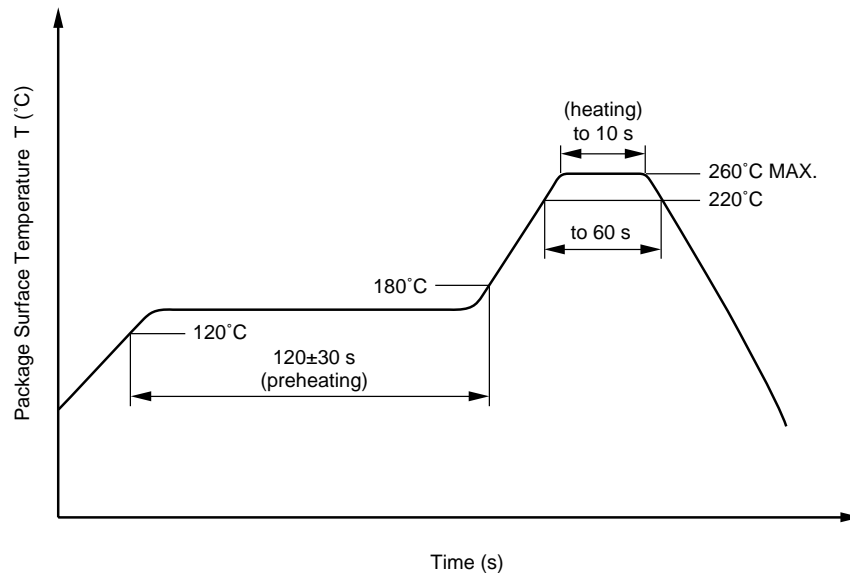 (heating)
to 10 s
260˚C MAX.
220˚C
to 60 s
180˚C
120˚C
120±30 s
(preheating)
Package Surface Temperature T (˚C)
Time (s)